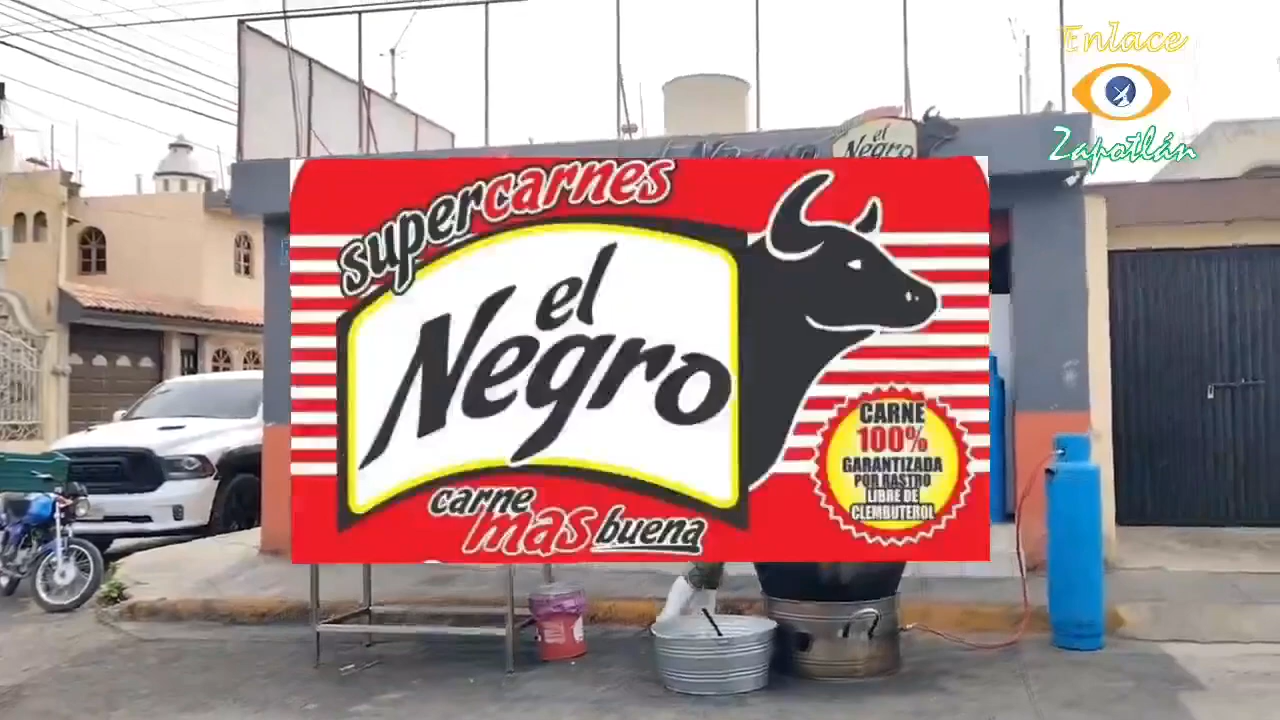 Enlace
Zapotlán
el
Negro
supercarnes
el
Negro
carne
mas buena
CARNE
100%
GARANTIZADA
POR RASTRO
LIBRE DE
CLEMBUTEROL